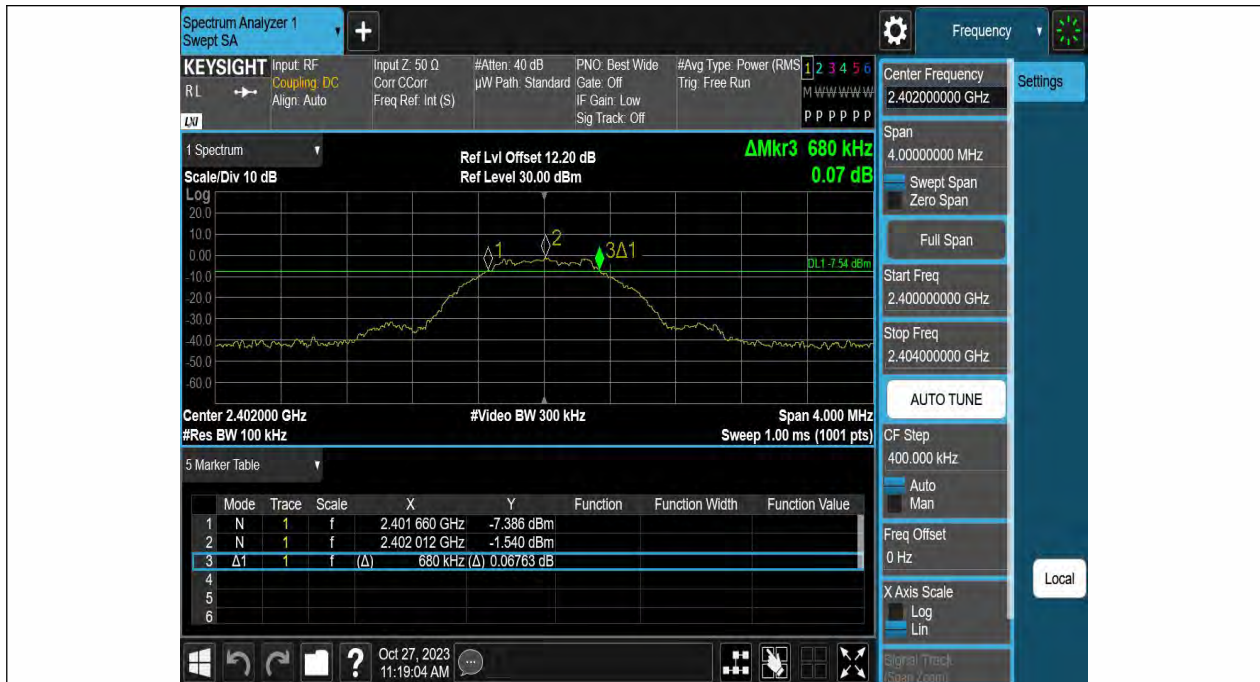 Spectrum Analyzer 1
Swept SA
+
Frequency
KEYSIGHT
RL
LXI
Input: RF
Coupling: DC
Align: Auto
Input Z: 50 Ω
Corr CCorr
Freq Ref: Int (S)
#Atten: 40 dB
µW Path: Standard
PNO: Best Wide
Gate: Off
IF Gain: Low
Sig Track: Off
#Avg Type: Power (RMS
Trig: Free Run
1 2 3 4 5 6
M W W W W W
P P P P P P
1 Spectrum
Scale/Div 10 dB
Ref Lvl Offset 12.20 dB
Ref Level 30.00 dBm
ΔMkr3 680 kHz
0.07 dB
Log
20.0
10.0
0.00
-10.0
-20.0
-30.0
-40.0
-50.0
-60.0
1
2
3Δ1
DL1 -7.54 dBm
Center 2.402000 GHz
#Res BW 100 kHz
#Video BW 300 kHz
Span 4.000 MHz
Sweep 1.00 ms (1001 pts)
5 Marker Table
Mode Trace Scale X Y Function Function Width Function Value
1 N 1 f 2.401 660 GHz -7.386 dBm
2 N 1 f 2.402 012 GHz -1.540 dBm
3 Δ1 1 f (Δ) 680 kHz (Δ) 0.06763 dB
4
5
6
?
Oct 27, 2023
11:19:04 AM
Settings
Center Frequency
2.402000000 GHz
Span
4.00000000 MHz
Swept Span
Zero Span
Full Span
Start Freq
2.400000000 GHz
Stop Freq
2.404000000 GHz
AUTO TUNE
CF Step
400.000 kHz
Auto
Man
Freq Offset
0 Hz
X Axis Scale
Log
Lin
Signal Track
(Span Zoom)
Local